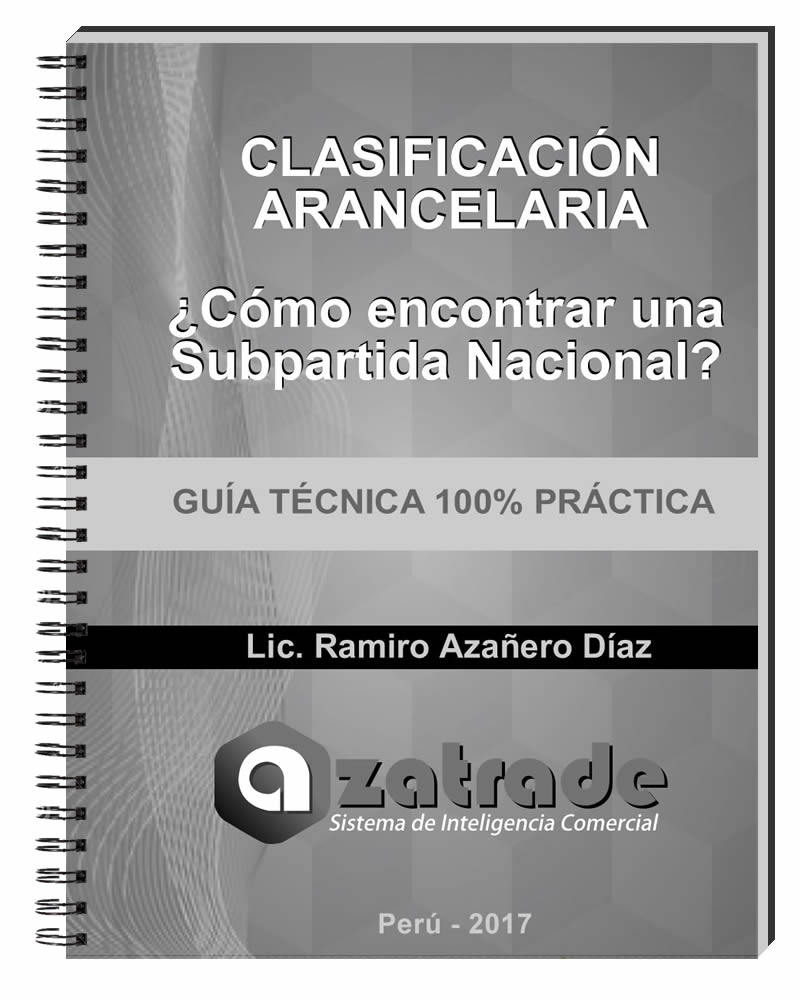 CLASIFICACIÓN
ARANCELARIA
¿Cómo encontrar una
Subpartida Nacional?
GUÍA TÉCNICA 100% PRÁCTICA
Lic. Ramiro Azañero Díaz
azatrade
Sistema de Inteligencia Comercial
Perú - 2017